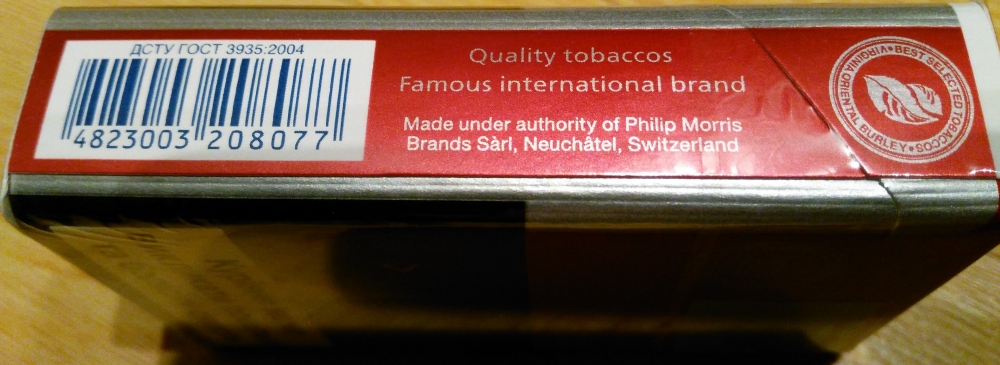 ДСТУ ГОСТ 3935:2004
4823003 208077
Quality tobaccos
Famous international brand
Made under authority of Philip Morris
Brands Sàrl, Neuchâtel, Switzerland
BEST SELECTED TOBACCOS • VIRGINIA ORIENTAL BURLEY •